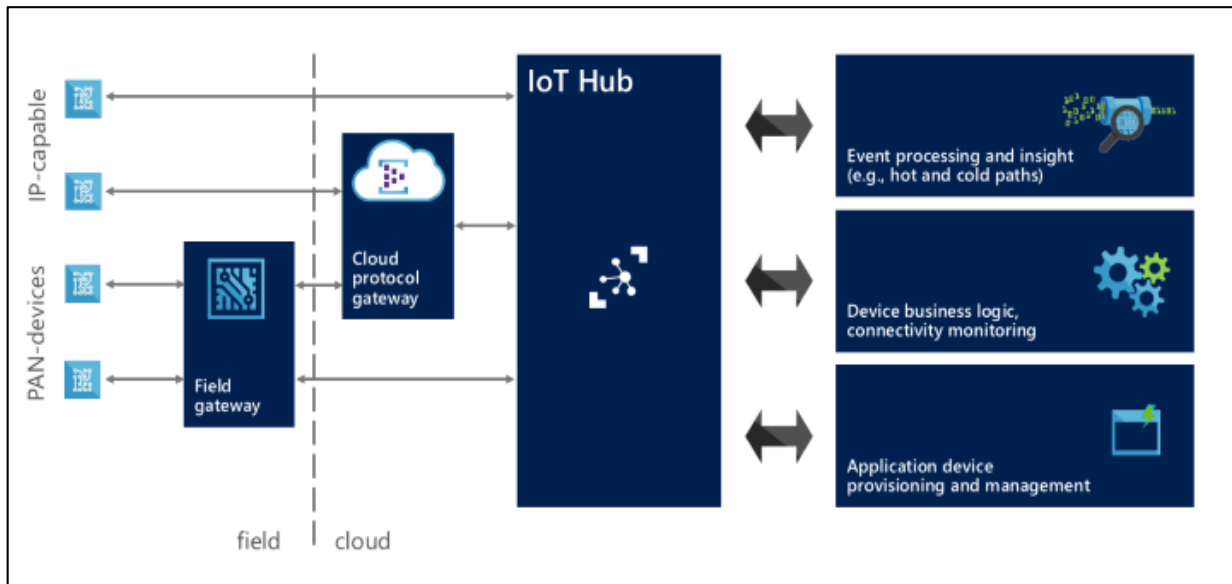 IP-capable
PAN-devices
Field
gateway
Cloud
protocol
gateway
IoT Hub
Event processing and insight
(e.g., hot and cold paths)
Device business logic,
connectivity monitoring
Application device
provisioning and management
field
cloud